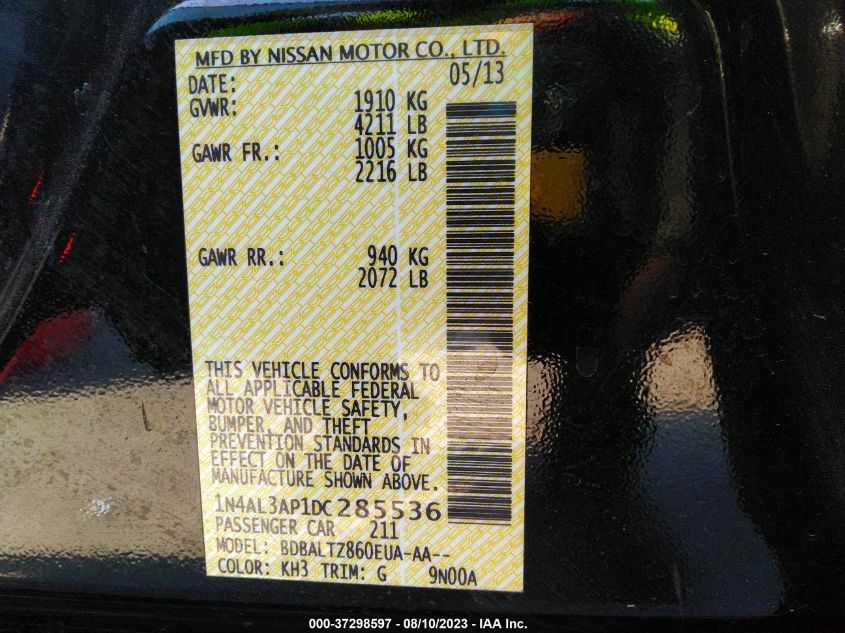 MFD BY NISSAN MOTOR CO., LTD.
DATE: 05/13
GVWR: 1910 KG
4211 LB
GAWR FR.: 1005 KG
2216 LB
GAWR RR.: 940 KG
2072 LB
THIS VEHICLE CONFORMS TO
ALL APPLICABLE FEDERAL
MOTOR VEHICLE SAFETY,
BUMPER, AND THEFT
PREVENTION STANDARDS IN
EFFECT ON THE DATE OF
MANUFACTURE SHOWN ABOVE.
1N4AL3AP1DC285536
PASSENGER CAR 211
MODEL: BDBALTZ860EUA-AA--
COLOR: KH3 TRIM: G 9N00A
000-37298597 - 08/10/2023 - IAA Inc.